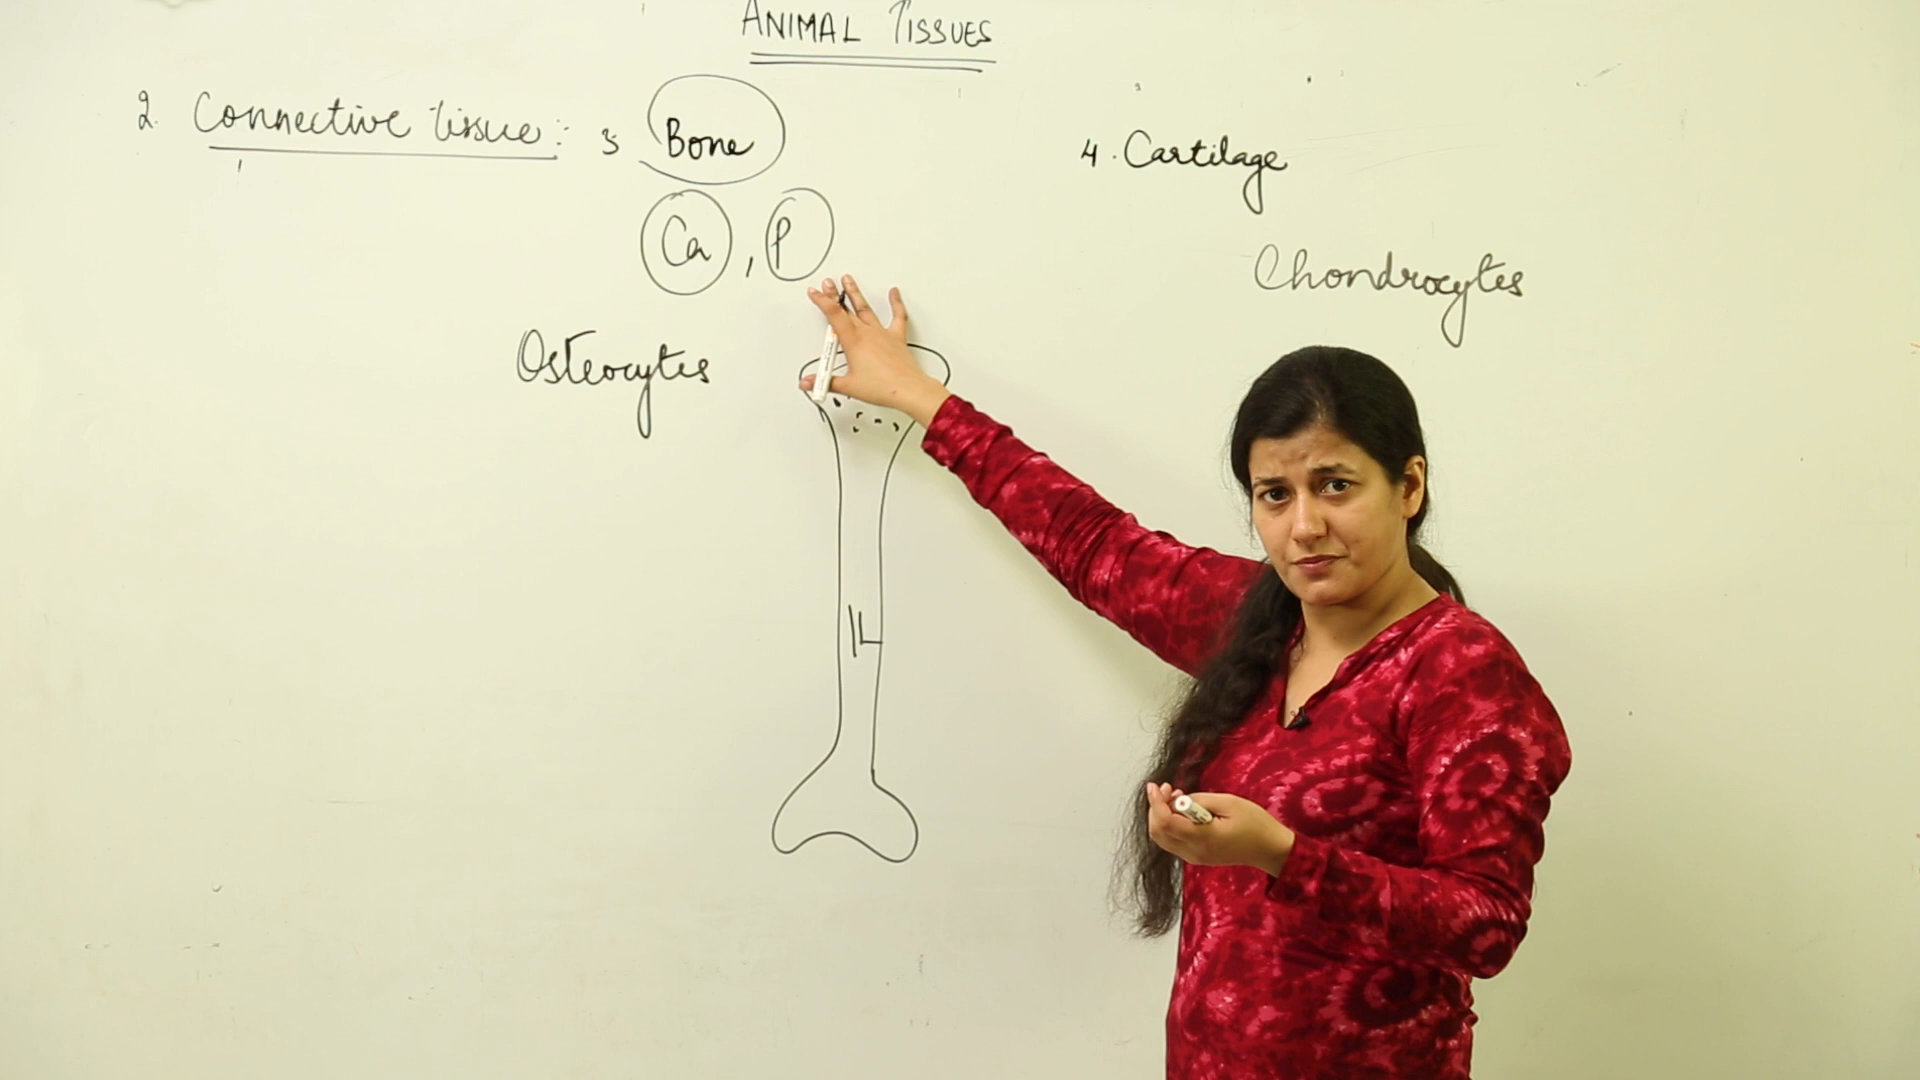 ANIMAL TISSUES
2. Connective tissue: 3 Bone
4. Cartilage
Ca, P
Chondrocytes
Osteocytes